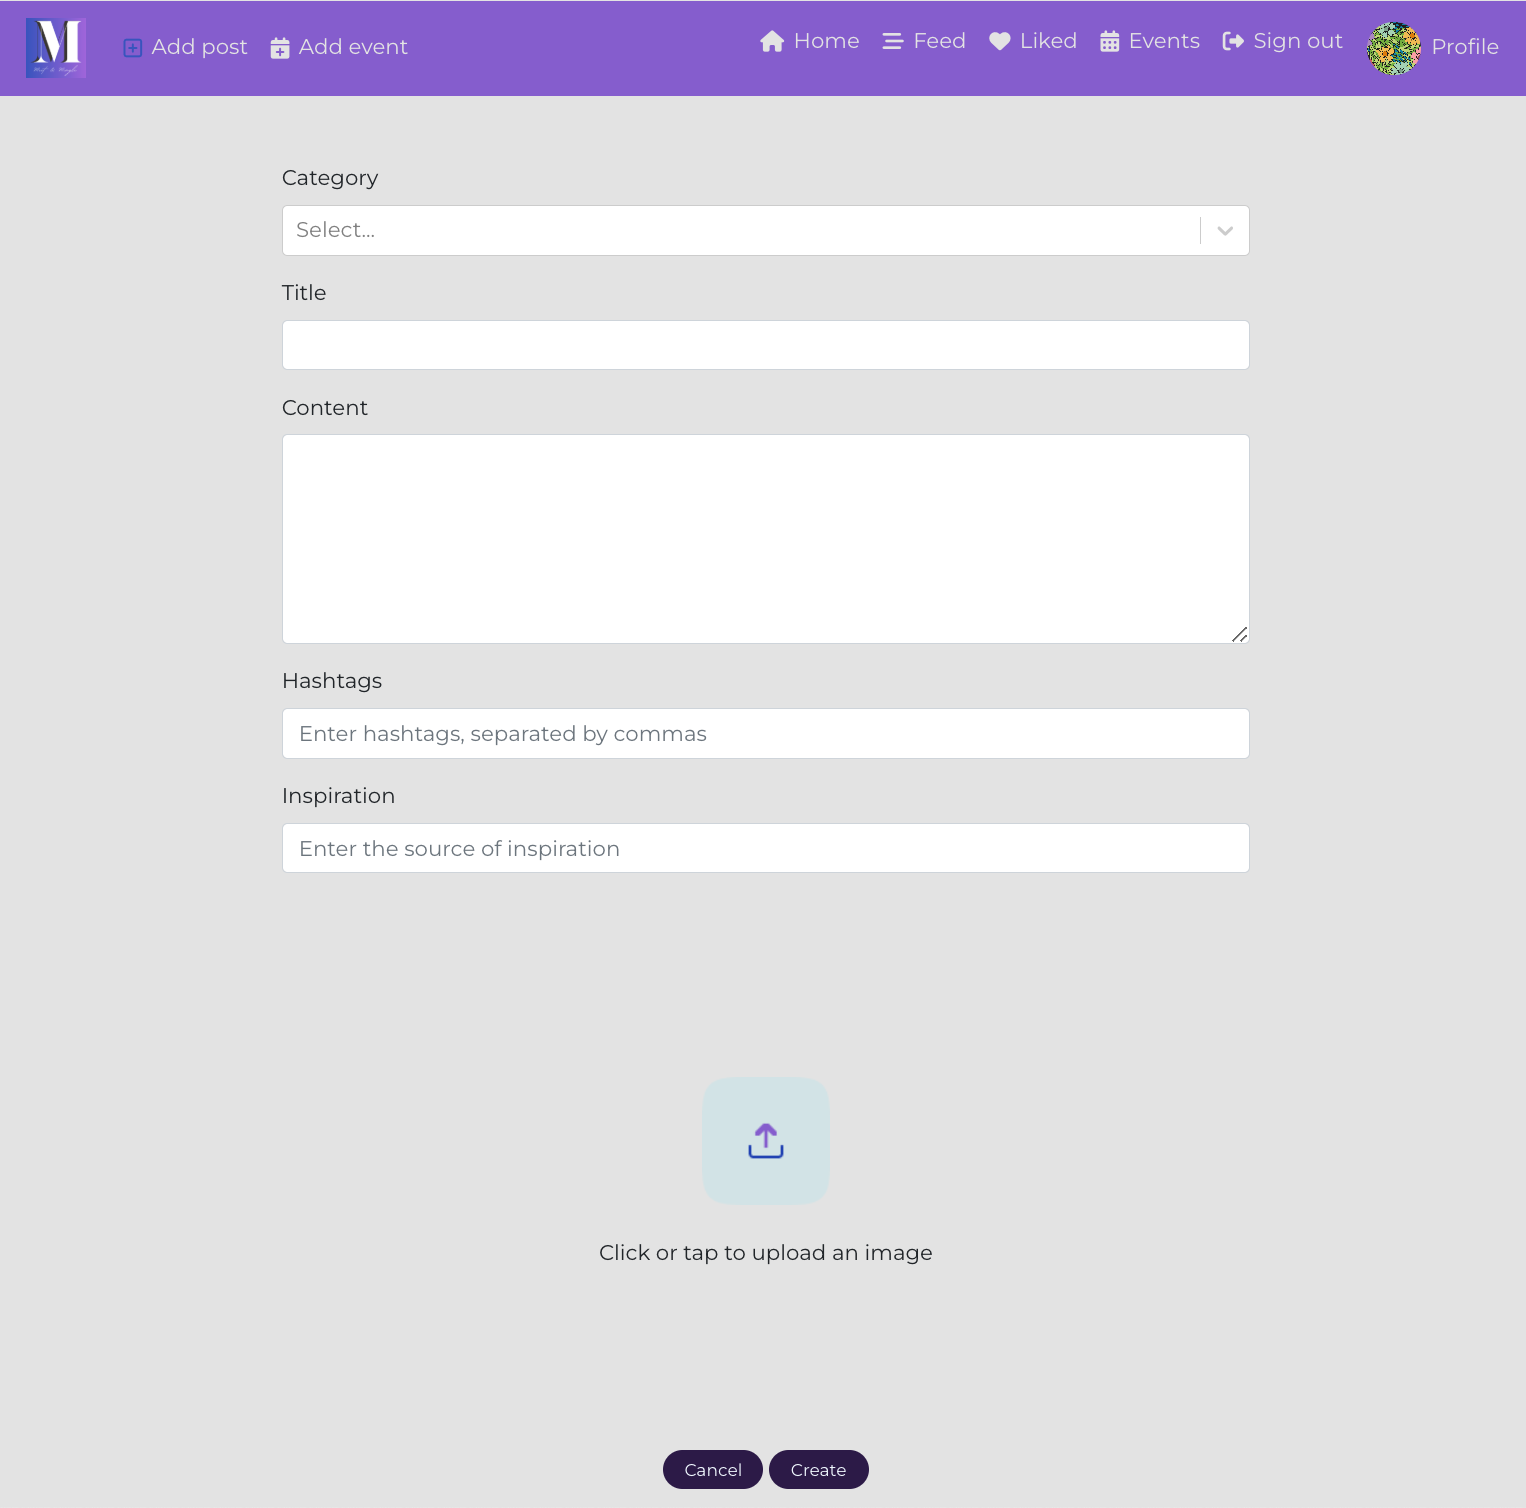 M
Add post
Add event
Home
Feed
Liked
Events
Sign out
Profile
Category
Select...
Title
Content
Hashtags
Enter hashtags, separated by commas
Inspiration
Enter the source of inspiration
Click or tap to upload an image
Cancel
Create